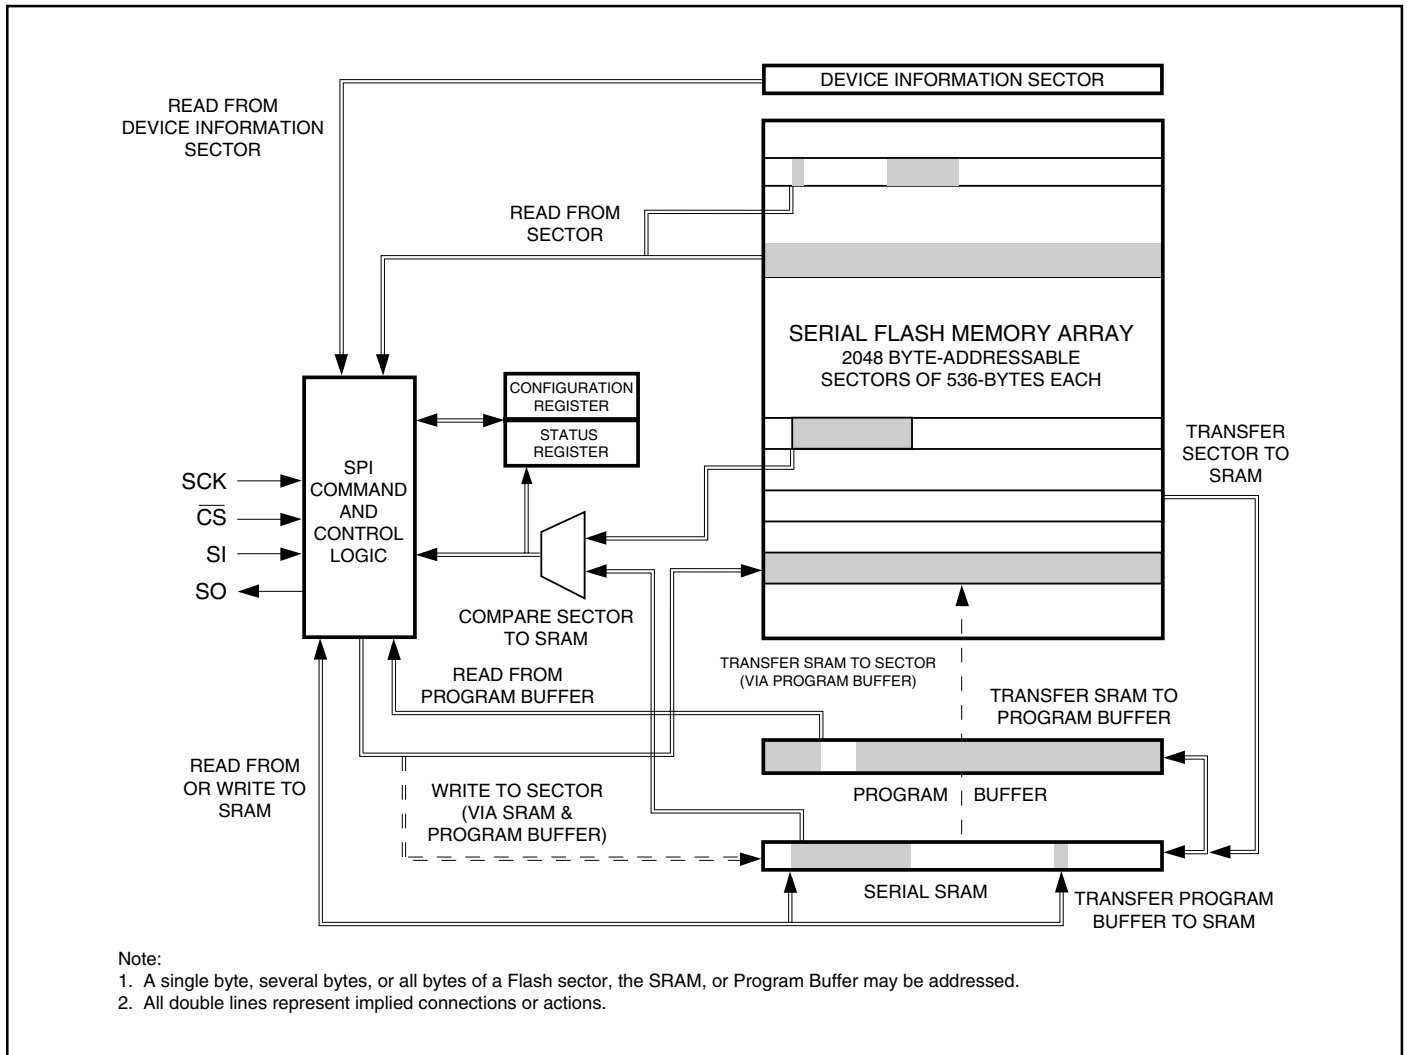 DEVICE INFORMATION SECTOR
READ FROM
DEVICE INFORMATION
SECTOR
READ FROM
SECTOR
SERIAL FLASH MEMORY ARRAY
2048 BYTE-ADDRESSABLE
SECTORS OF 536-BYTES EACH
CONFIGURATION
REGISTER
STATUS
REGISTER
TRANSFER
SECTOR TO
SRAM
SPI
COMMAND
AND
CONTROL
LOGIC
SCK
CS
SI
SO
COMPARE SECTOR
TO SRAM
TRANSFER SRAM TO SECTOR
(VIA PROGRAM BUFFER)
READ FROM
PROGRAM BUFFER
TRANSFER SRAM TO
PROGRAM BUFFER
READ FROM
OR WRITE TO
SRAM
WRITE TO SECTOR
(VIA SRAM &
PROGRAM BUFFER)
PROGRAM BUFFER
SERIAL SRAM
TRANSFER PROGRAM
BUFFER TO SRAM
Note:
1. A single byte, several bytes, or all bytes of a Flash sector, the SRAM, or Program Buffer may be addressed.
2. All double lines represent implied connections or actions.